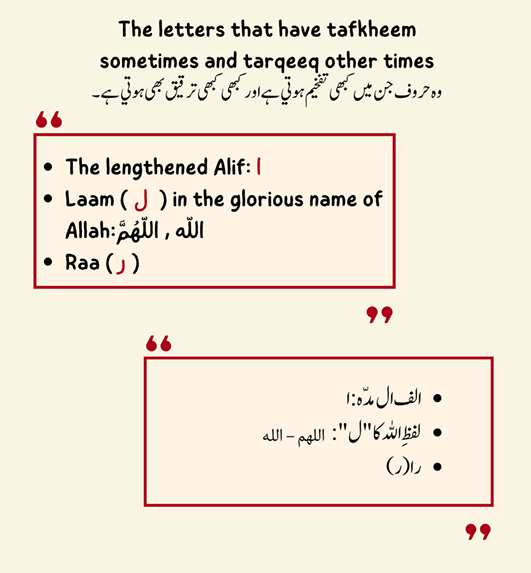 The letters that have tafkheem
sometimes and tarqeeq other times
وہ حروف جن میں کبھی تفخیم ہوتی ہے اور کبھی کبھی ترقیق بھی ہوتی ہے۔
“
• The lengthened Alif: ا
• Laam ( ل ) in the glorious name of
Allah: اللّه , اللّهُمَّ
• Raa ( ر )
”
“
• الف ال مدّہ: ا
• لفظِ اللہ کا "ل": اللهم – الله
• را(ر)
”